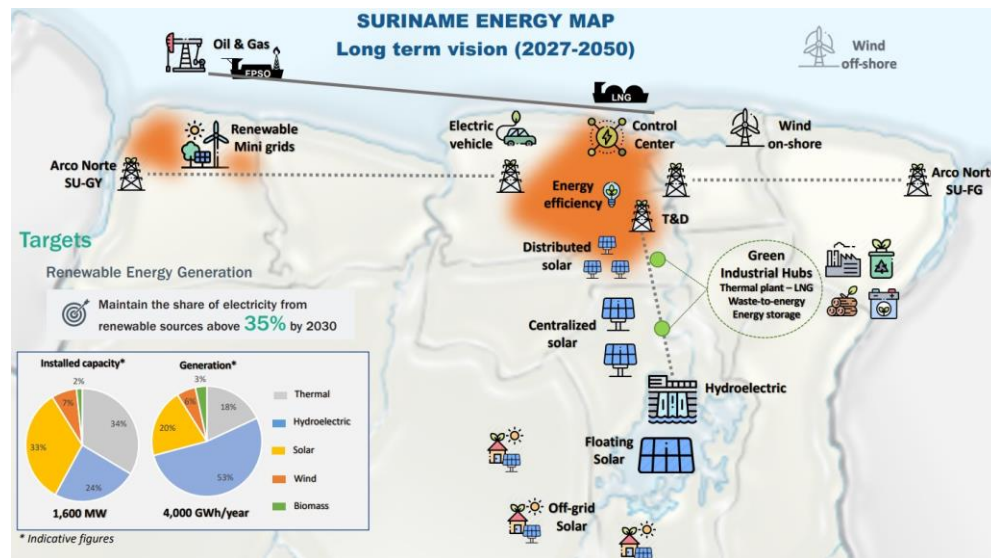 SURINAME ENERGY MAP
Long term vision (2027-2050)
Oil & Gas
FPSO
LNG
Wind
off-shore
Renewable
Mini grids
Electric
vehicle
Control
Center
Wind
on-shore
Arco Norte
SU-GY
Energy
efficiency
T&D
Arco Norte
SU-FG
Targets
Distributed
solar
Green
Industrial Hubs
Thermal plant – LNG
Waste-to-energy
Energy storage
Renewable Energy Generation
Maintain the share of electricity from
renewable sources above 35% by 2030
Centralized
solar
Hydroelectric
Floating
Solar
Off-grid
Solar
Installed capacity*
2%
7%
34%
33%
24%
1,600 MW
Generation*
3%
6%
18%
20%
53%
4,000 GWh/year
Thermal
Hydroelectric
Solar
Wind
Biomass
* Indicative figures